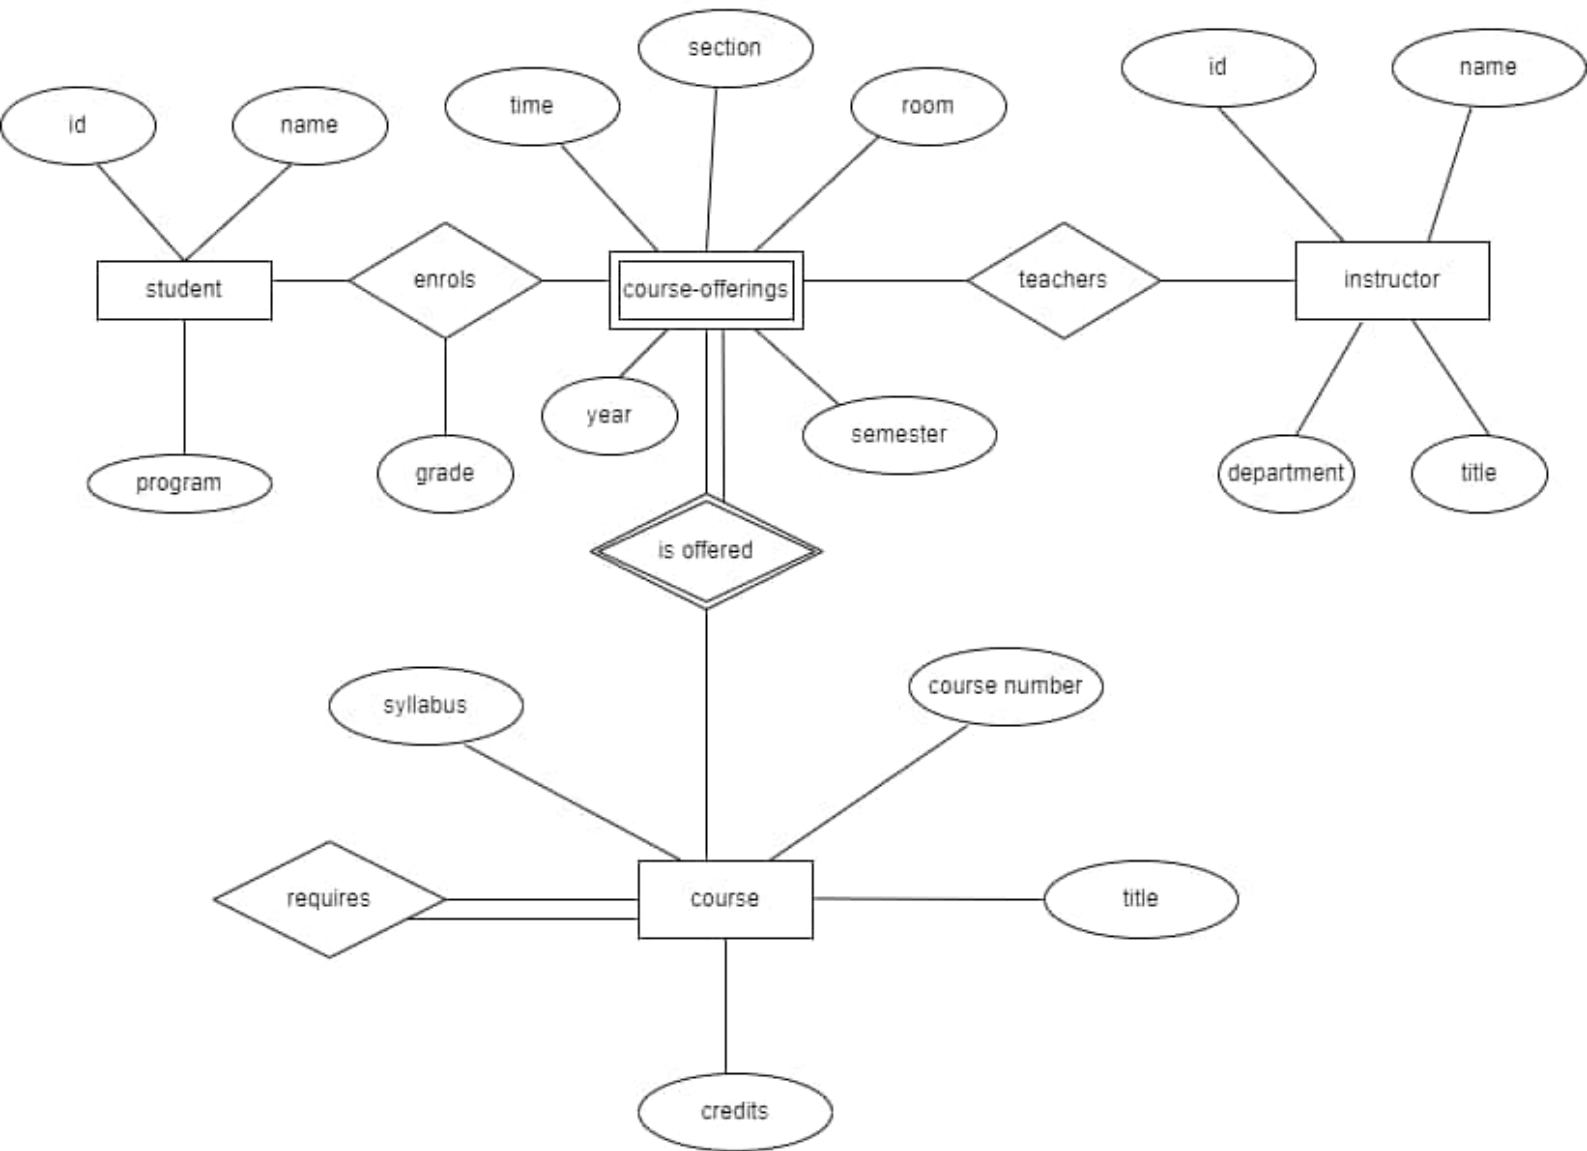 section
id
name
time
room
id
name
enrols
teachers
instructor
student
course-offerings
year
semester
program
grade
department
title
is offered
syllabus
course number
requires
course
title
credits